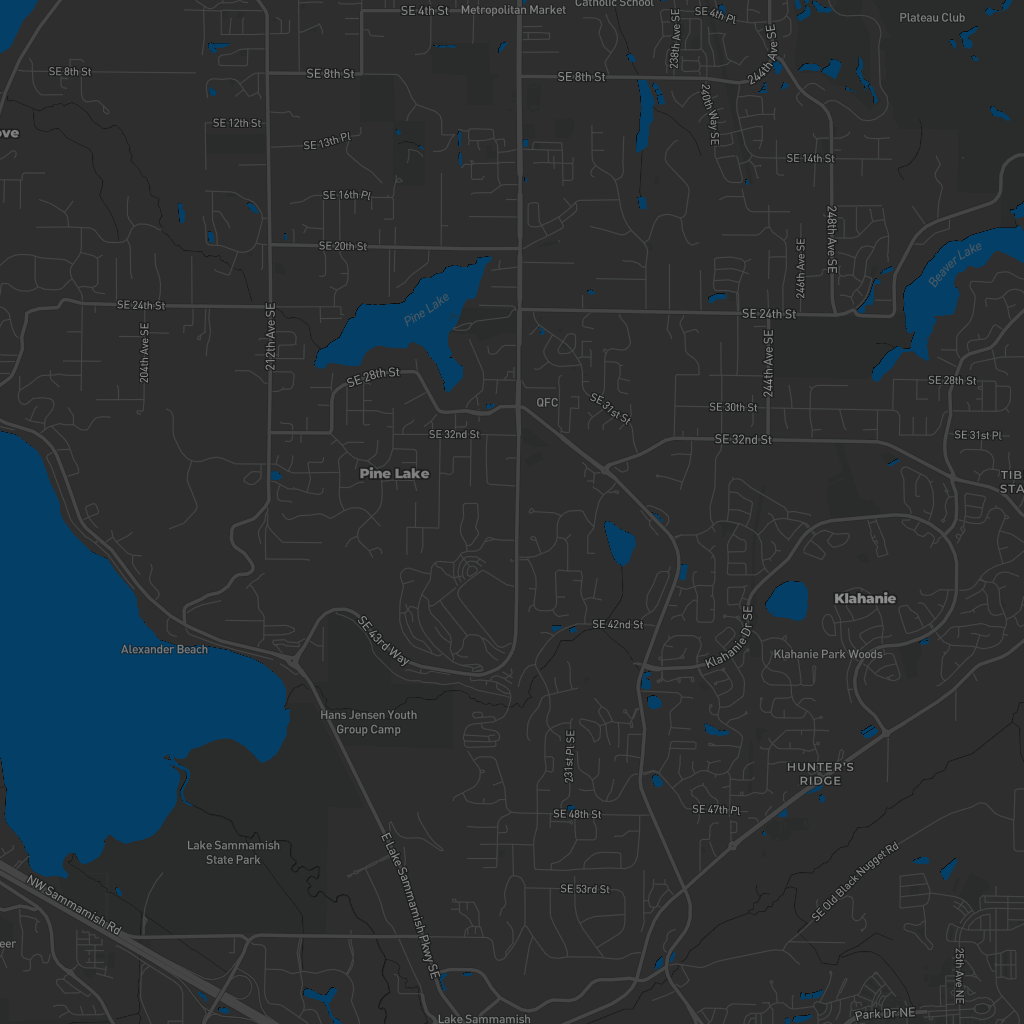 SE 4th St
Metropolitan Market
Catholic School
SE 4th Pl
Plateau Club
238th Ave SE
244th Ave SE
SE 8th St
SE 8th St
SE 8th St
240th Way SE
SE 12th St
ove
SE 13th Pl
SE 14th St
SE 16th Pl
248th Ave SE
SE 20th St
246th Ave SE
Beaver Lake
SE 24th St
Pine Lake
SE 24th St
204th Ave SE
212th Ave SE
244th Ave SE
SE 28th St
SE 28th St
QFC
SE 31st St
SE 30th St
SE 32nd St
SE 32nd St
SE 31st Pl
Pine Lake
TIB
STA
Klahanie
SE 43rd Way
SE 42nd St
Klahanie Dr SE
Alexander Beach
Klahanie Park Woods
Hans Jensen Youth
Group Camp
231st Pl SE
HUNTER'S
RIDGE
SE 48th St
SE 47th Pl
Lake Sammamish
State Park
E Lake Sammamish Pkwy SE
SE Old Black Nugget Rd
NW Sammamish Rd
SE 53rd St
eer
25th Ave NE
Lake Sammamish
Park Dr NE